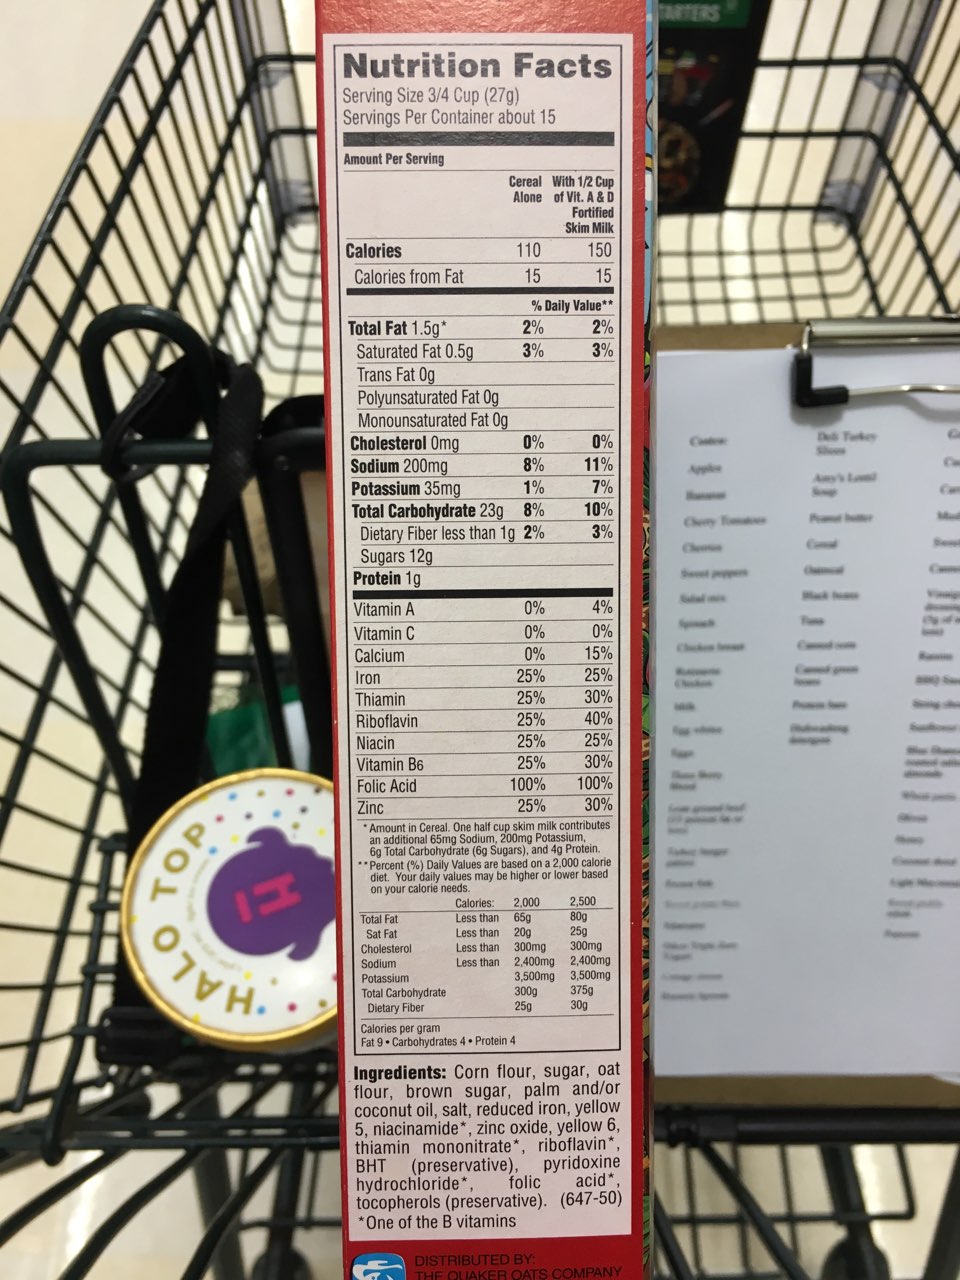 TARTERS
Nutrition Facts
Serving Size 3/4 Cup (27g)
Servings Per Container about 15
Amount Per Serving
Cereal Alone With 1/2 Cup of Vit. A & D Fortified Skim Milk
Calories 110 150
Calories from Fat 15 15
% Daily Value**
Total Fat 1.5g* 2% 2%
Saturated Fat 0.5g 3% 3%
Trans Fat 0g
Polyunsaturated Fat 0g
Monounsaturated Fat 0g
Cholesterol 0mg 0% 0%
Sodium 200mg 8% 11%
Potassium 35mg 1% 7%
Total Carbohydrate 23g 8% 10%
Dietary Fiber less than 1g 2% 3%
Sugars 12g
Protein 1g
Vitamin A 0% 4%
Vitamin C 0% 0%
Calcium 0% 15%
Iron 25% 25%
Thiamin 25% 30%
Riboflavin 25% 40%
Niacin 25% 25%
Vitamin B6 25% 30%
Folic Acid 100% 100%
Zinc 25% 30%
* Amount in Cereal. One half cup skim milk contributes
an additional 65mg Sodium, 200mg Potassium,
6g Total Carbohydrate (6g Sugars), and 4g Protein.
** Percent (%) Daily Values are based on a 2,000 calorie
diet. Your daily values may be higher or lower based
on your calorie needs.
Calories: 2,000 2,500
Total Fat Less than 65g 80g
Sat Fat Less than 20g 25g
Cholesterol Less than 300mg 300mg
Sodium Less than 2,400mg 2,400mg
Potassium 3,500mg 3,500mg
Total Carbohydrate 300g 375g
Dietary Fiber 25g 30g
Calories per gram
Fat 9 • Carbohydrates 4 • Protein 4
Ingredients: Corn flour, sugar, oat
flour, brown sugar, palm and/or
coconut oil, salt, reduced iron, yellow
5, niacinamide*, zinc oxide, yellow 6,
thiamin mononitrate*, riboflavin*,
BHT (preservative), pyridoxine
hydrochloride*, folic acid*,
tocopherols (preservative). (647-50)
*One of the B vitamins
DISTRIBUTED BY:
THE QUAKER OATS COMPANY
HALO TOP
H
Apples
Bananas
Cherry Tomatoes
Cheerios
Sweet peppers
Salad mix
Spinach
Chicken breast
Rotisserie
Chicken
Milk
Egg whites
Eggs
Deli Turkey
Slices
Amy's Lentil
Soup
Peanut butter
Cereal
Oatmeal
Black beans
Tuna
Canned corn
Canned green
beans
Protein bars
Dishwashing
detergent